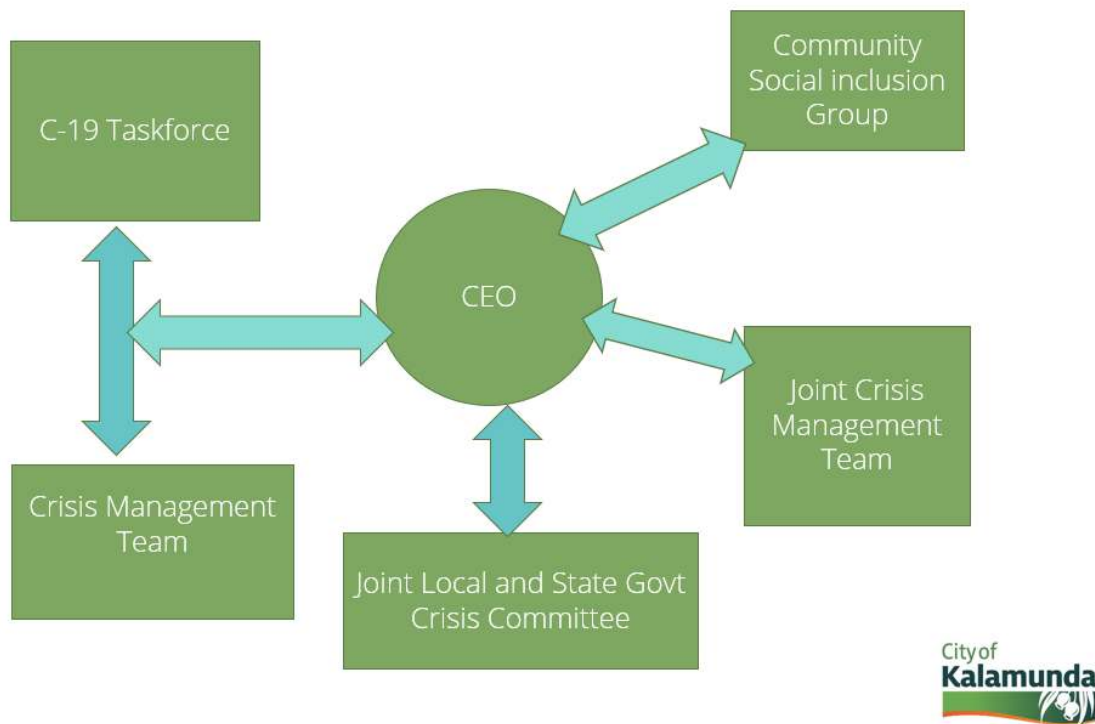 C-19 Taskforce
Community
Social inclusion
Group
CEO
Joint Crisis
Management
Team
Crisis Management
Team
Joint Local and State Govt
Crisis Committee
City of
Kalamunda